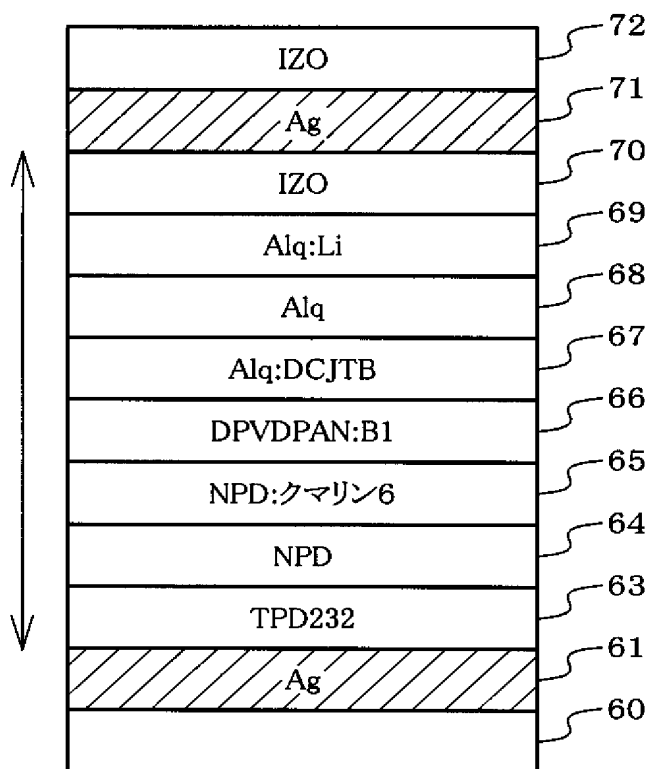 72
IZO
71
Ag
70
IZO
69
Alq:Li
68
Alq
67
Alq:DCJTB
66
DPVDPAN:B1
65
NPD:クマリン6
64
NPD
63
TPD232
61
Ag
60